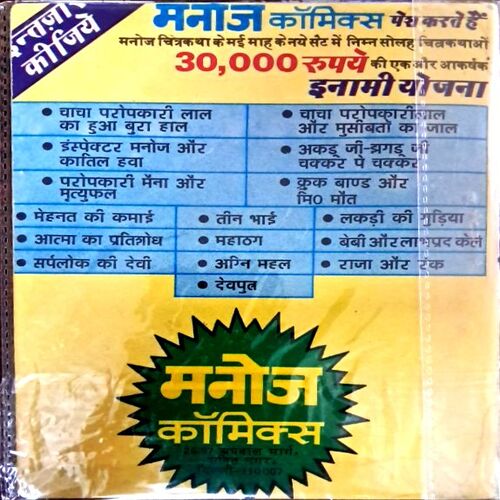 इन्तज़ार
कीजिये
मनोज कॉमिक्स पेश करते हैं
मनोज चित्रकथा के मई माह के नये सैट में निम्न सोलह चित्रकथाओं
30,000 रुपये की एक और आकर्षक
इनामी योजना
• चाचा परोपकारी लाल
का हुआ बुरा हाल
• चाचा परोपकारी लाल
और मुसीबतों का जाल
• इंस्पेक्टर मनोज और
कातिल हवा
• अकडू जी-झगडू जी
चक्कर पे चक्कर
• परोपकारी मैना और
मृत्युफल
• क्रुक बाण्ड और
मि० मौत
• मेहनत की कमाई
• तीन भाई
• लकड़ी की गुड़िया
• आत्मा का प्रतिशोध
• महाठग
• बेबी और लाभप्रद केले
• सर्पलोक की देवी
• अग्नि महल
• राजा और रंक
• देवपुत्र
मनोज
कॉमिक्स